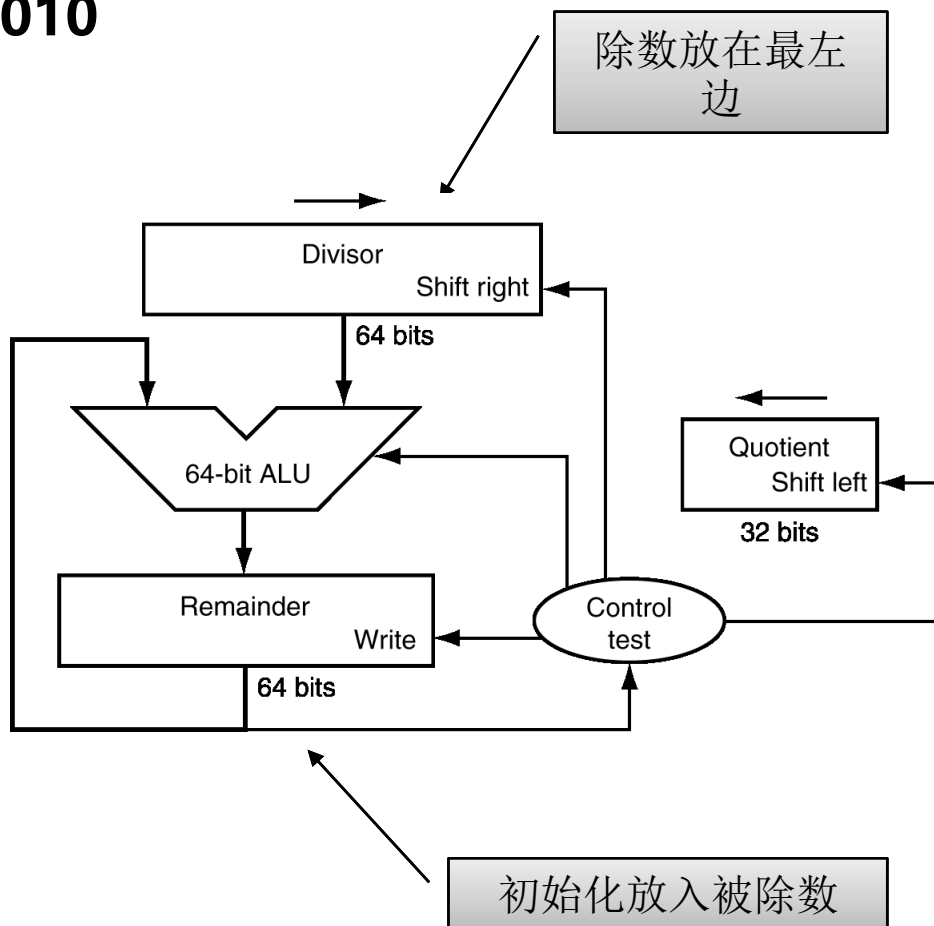 010
除数放在最左
边
Divisor
Shift right
64 bits
64-bit ALU
Quotient
Shift left
32 bits
Remainder
Write
64 bits
Control
test
初始化放入被除数